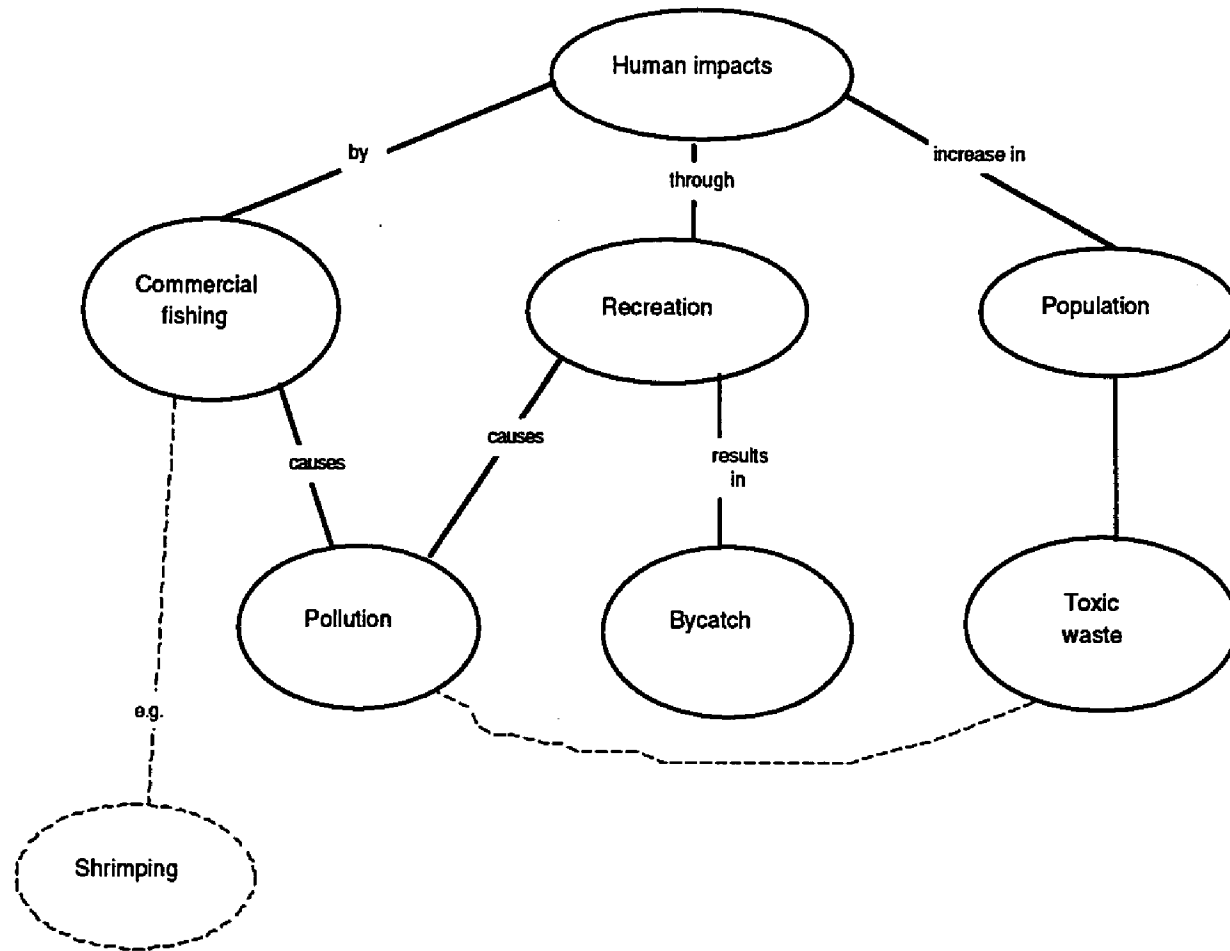 Human impacts
by
through
increase in
Commercial
fishing
Recreation
Population
causes
causes
results
in
Pollution
Bycatch
Toxic
waste
e.g.
Shrimping